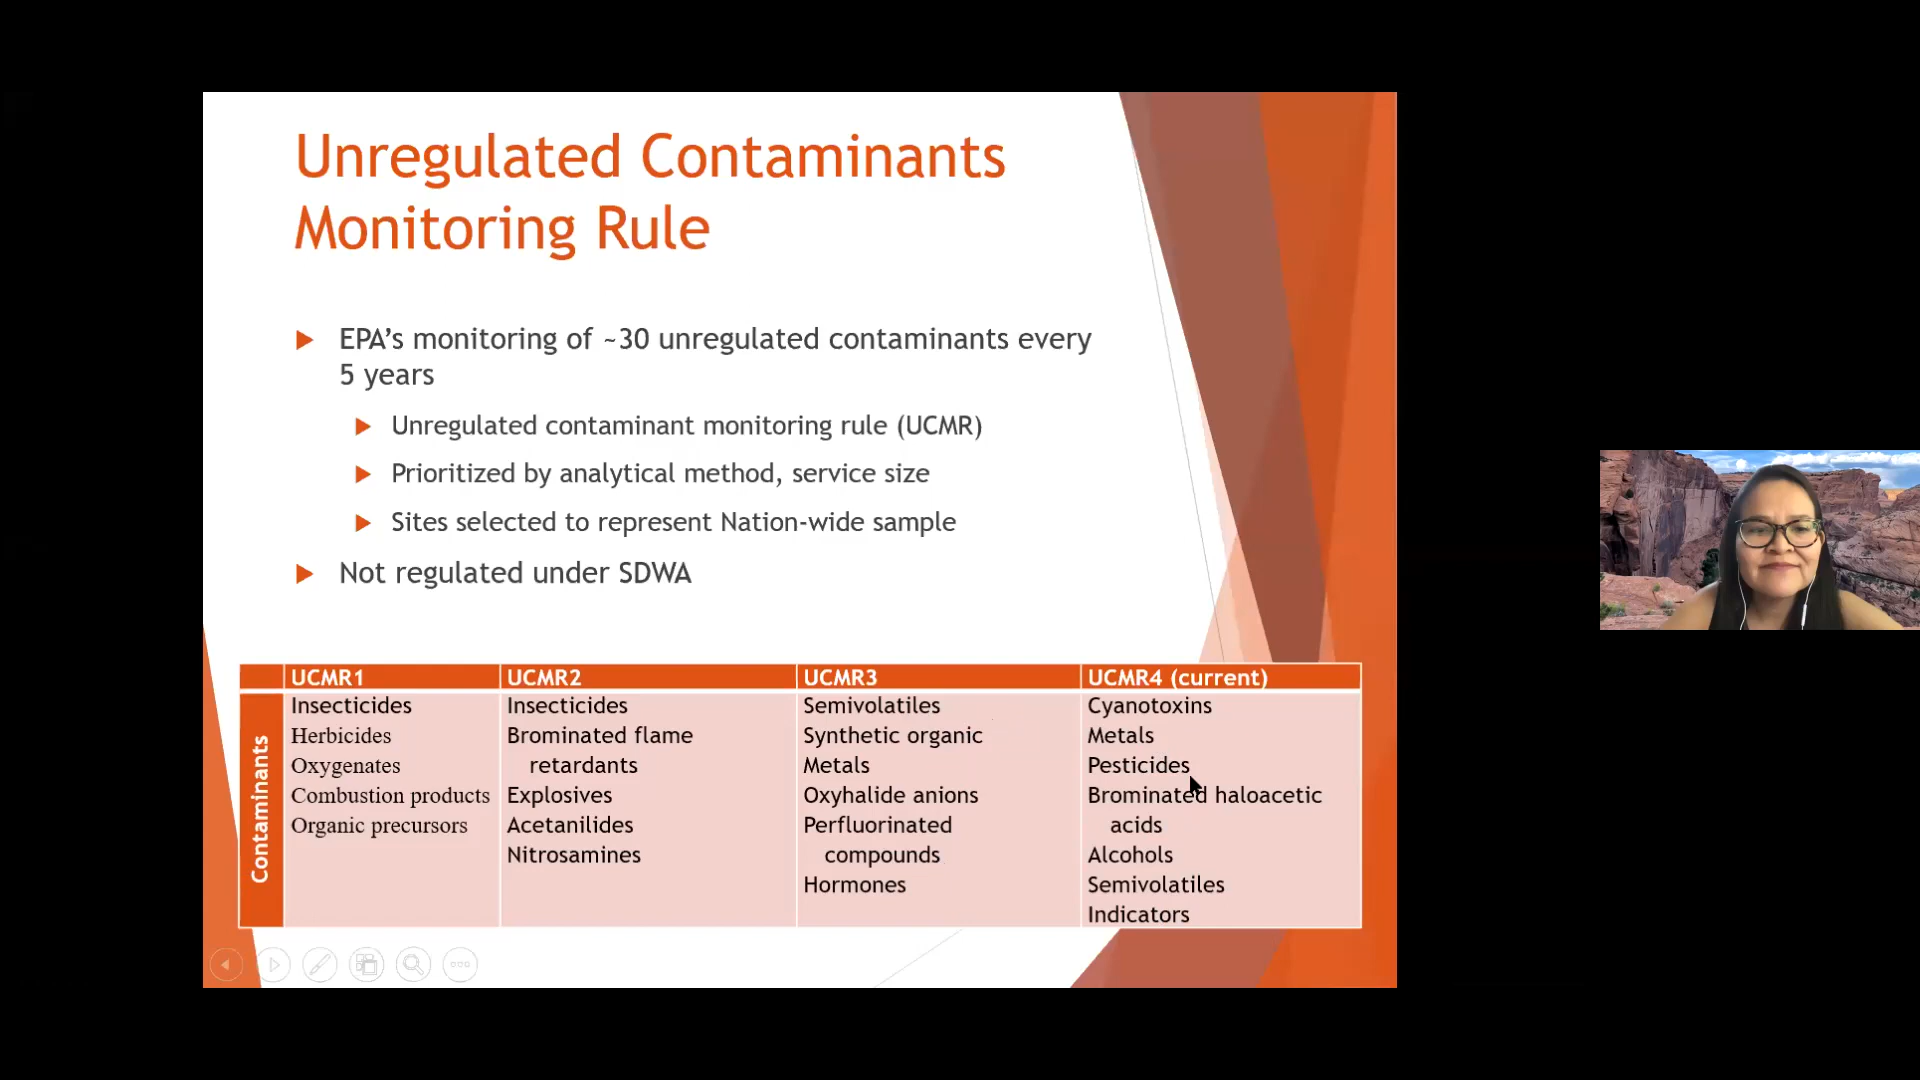 Unregulated Contaminants
Monitoring Rule
EPA’s monitoring of ~30 unregulated contaminants every
5 years
Unregulated contaminant monitoring rule (UCMR)
Prioritized by analytical method, service size
Sites selected to represent Nation-wide sample
Not regulated under SDWA
Contaminants
UCMR1
Insecticides
Herbicides
Oxygenates
Combustion products
Organic precursors
UCMR2
Insecticides
Brominated flame
retardants
Explosives
Acetanilides
Nitrosamines
UCMR3
Semivolatiles
Synthetic organic
Metals
Oxyhalide anions
Perfluorinated
compounds
Hormones
UCMR4 (current)
Cyanotoxins
Metals
Pesticides
Brominated haloacetic
acids
Alcohols
Semivolatiles
Indicators